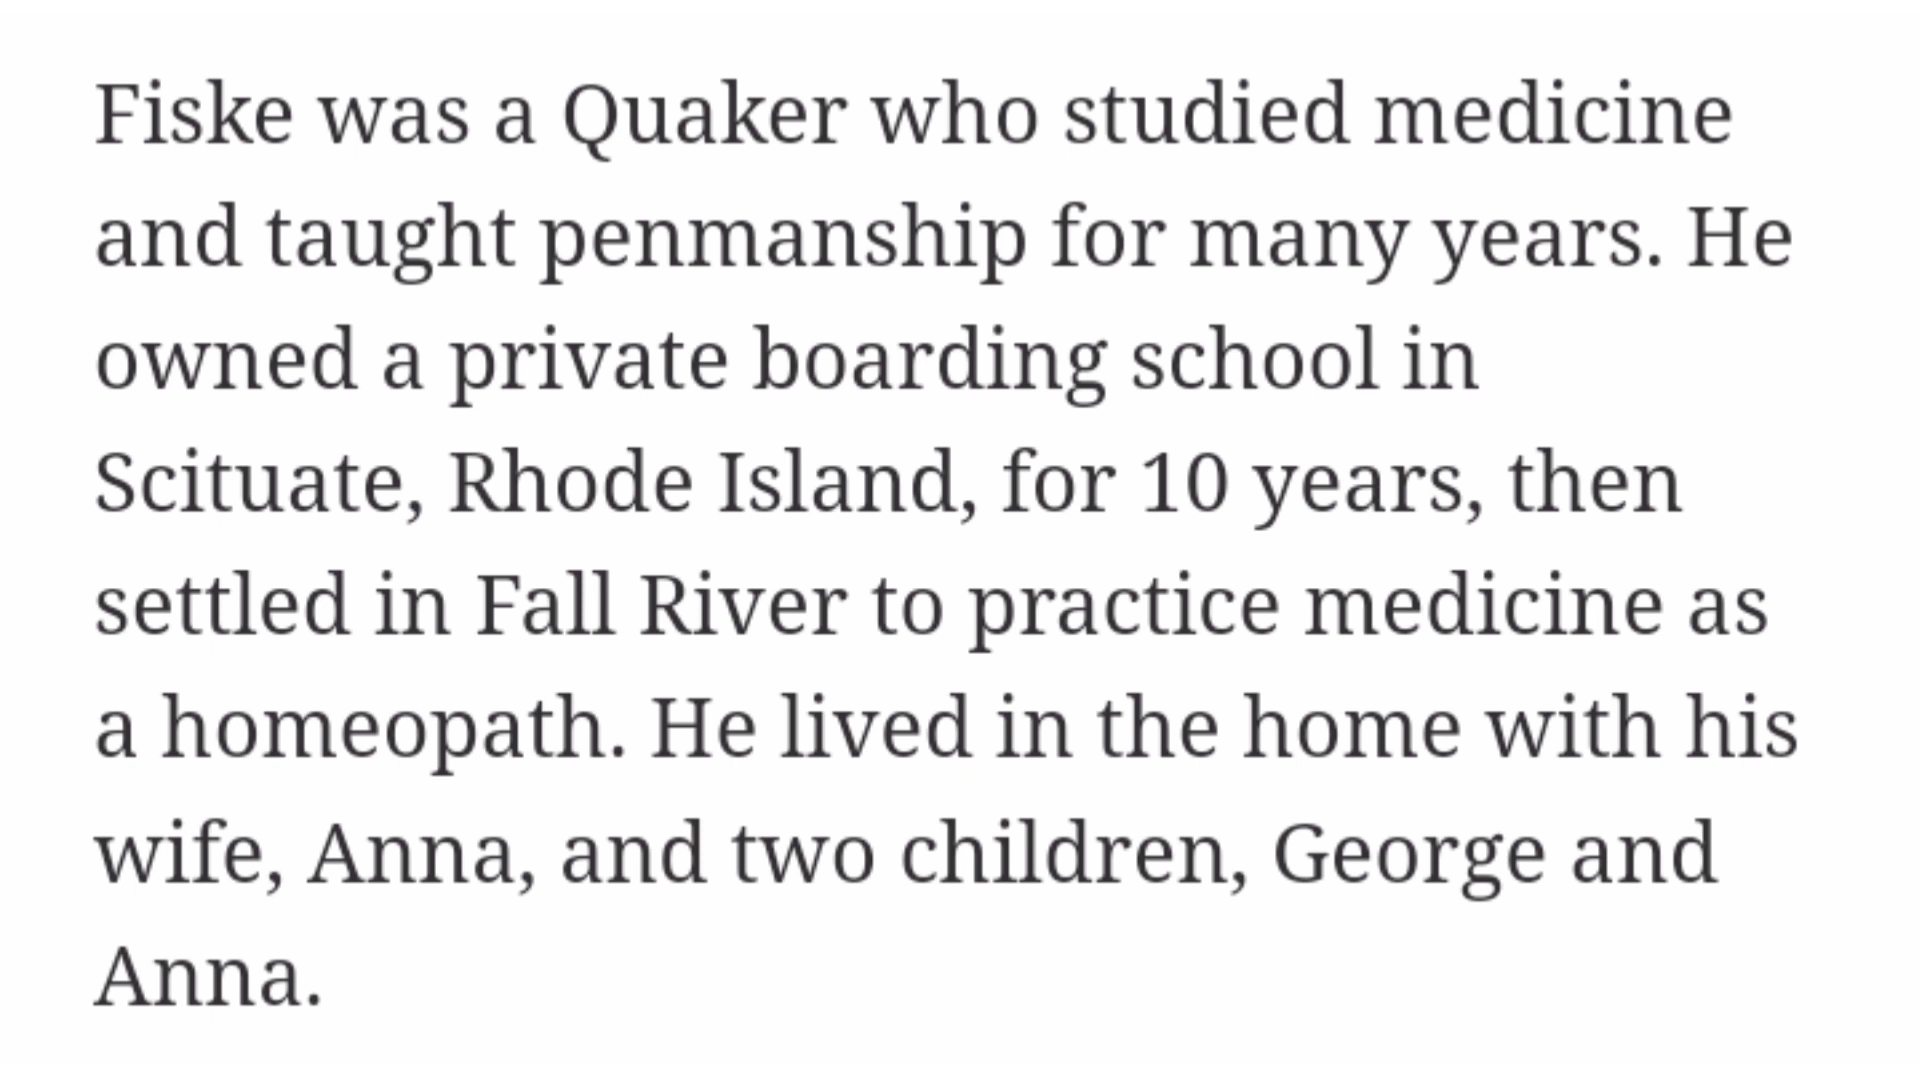 Fiske was a Quaker who studied medicine
and taught penmanship for many years. He
owned a private boarding school in
Scituate, Rhode Island, for 10 years, then
settled in Fall River to practice medicine as
a homeopath. He lived in the home with his
wife, Anna, and two children, George and
Anna.